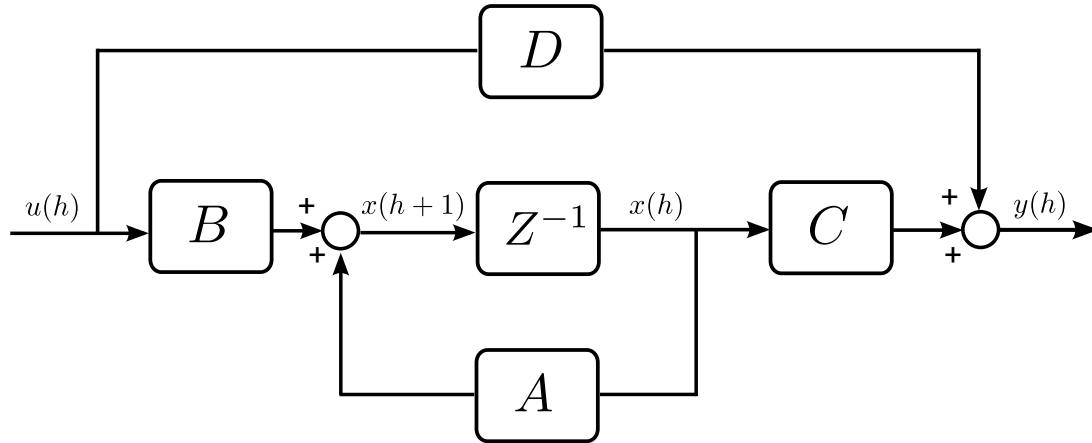 D
u(h)
B
+
+
x(h + 1)
Z⁻¹
x(h)
C
+
+
y(h)
A